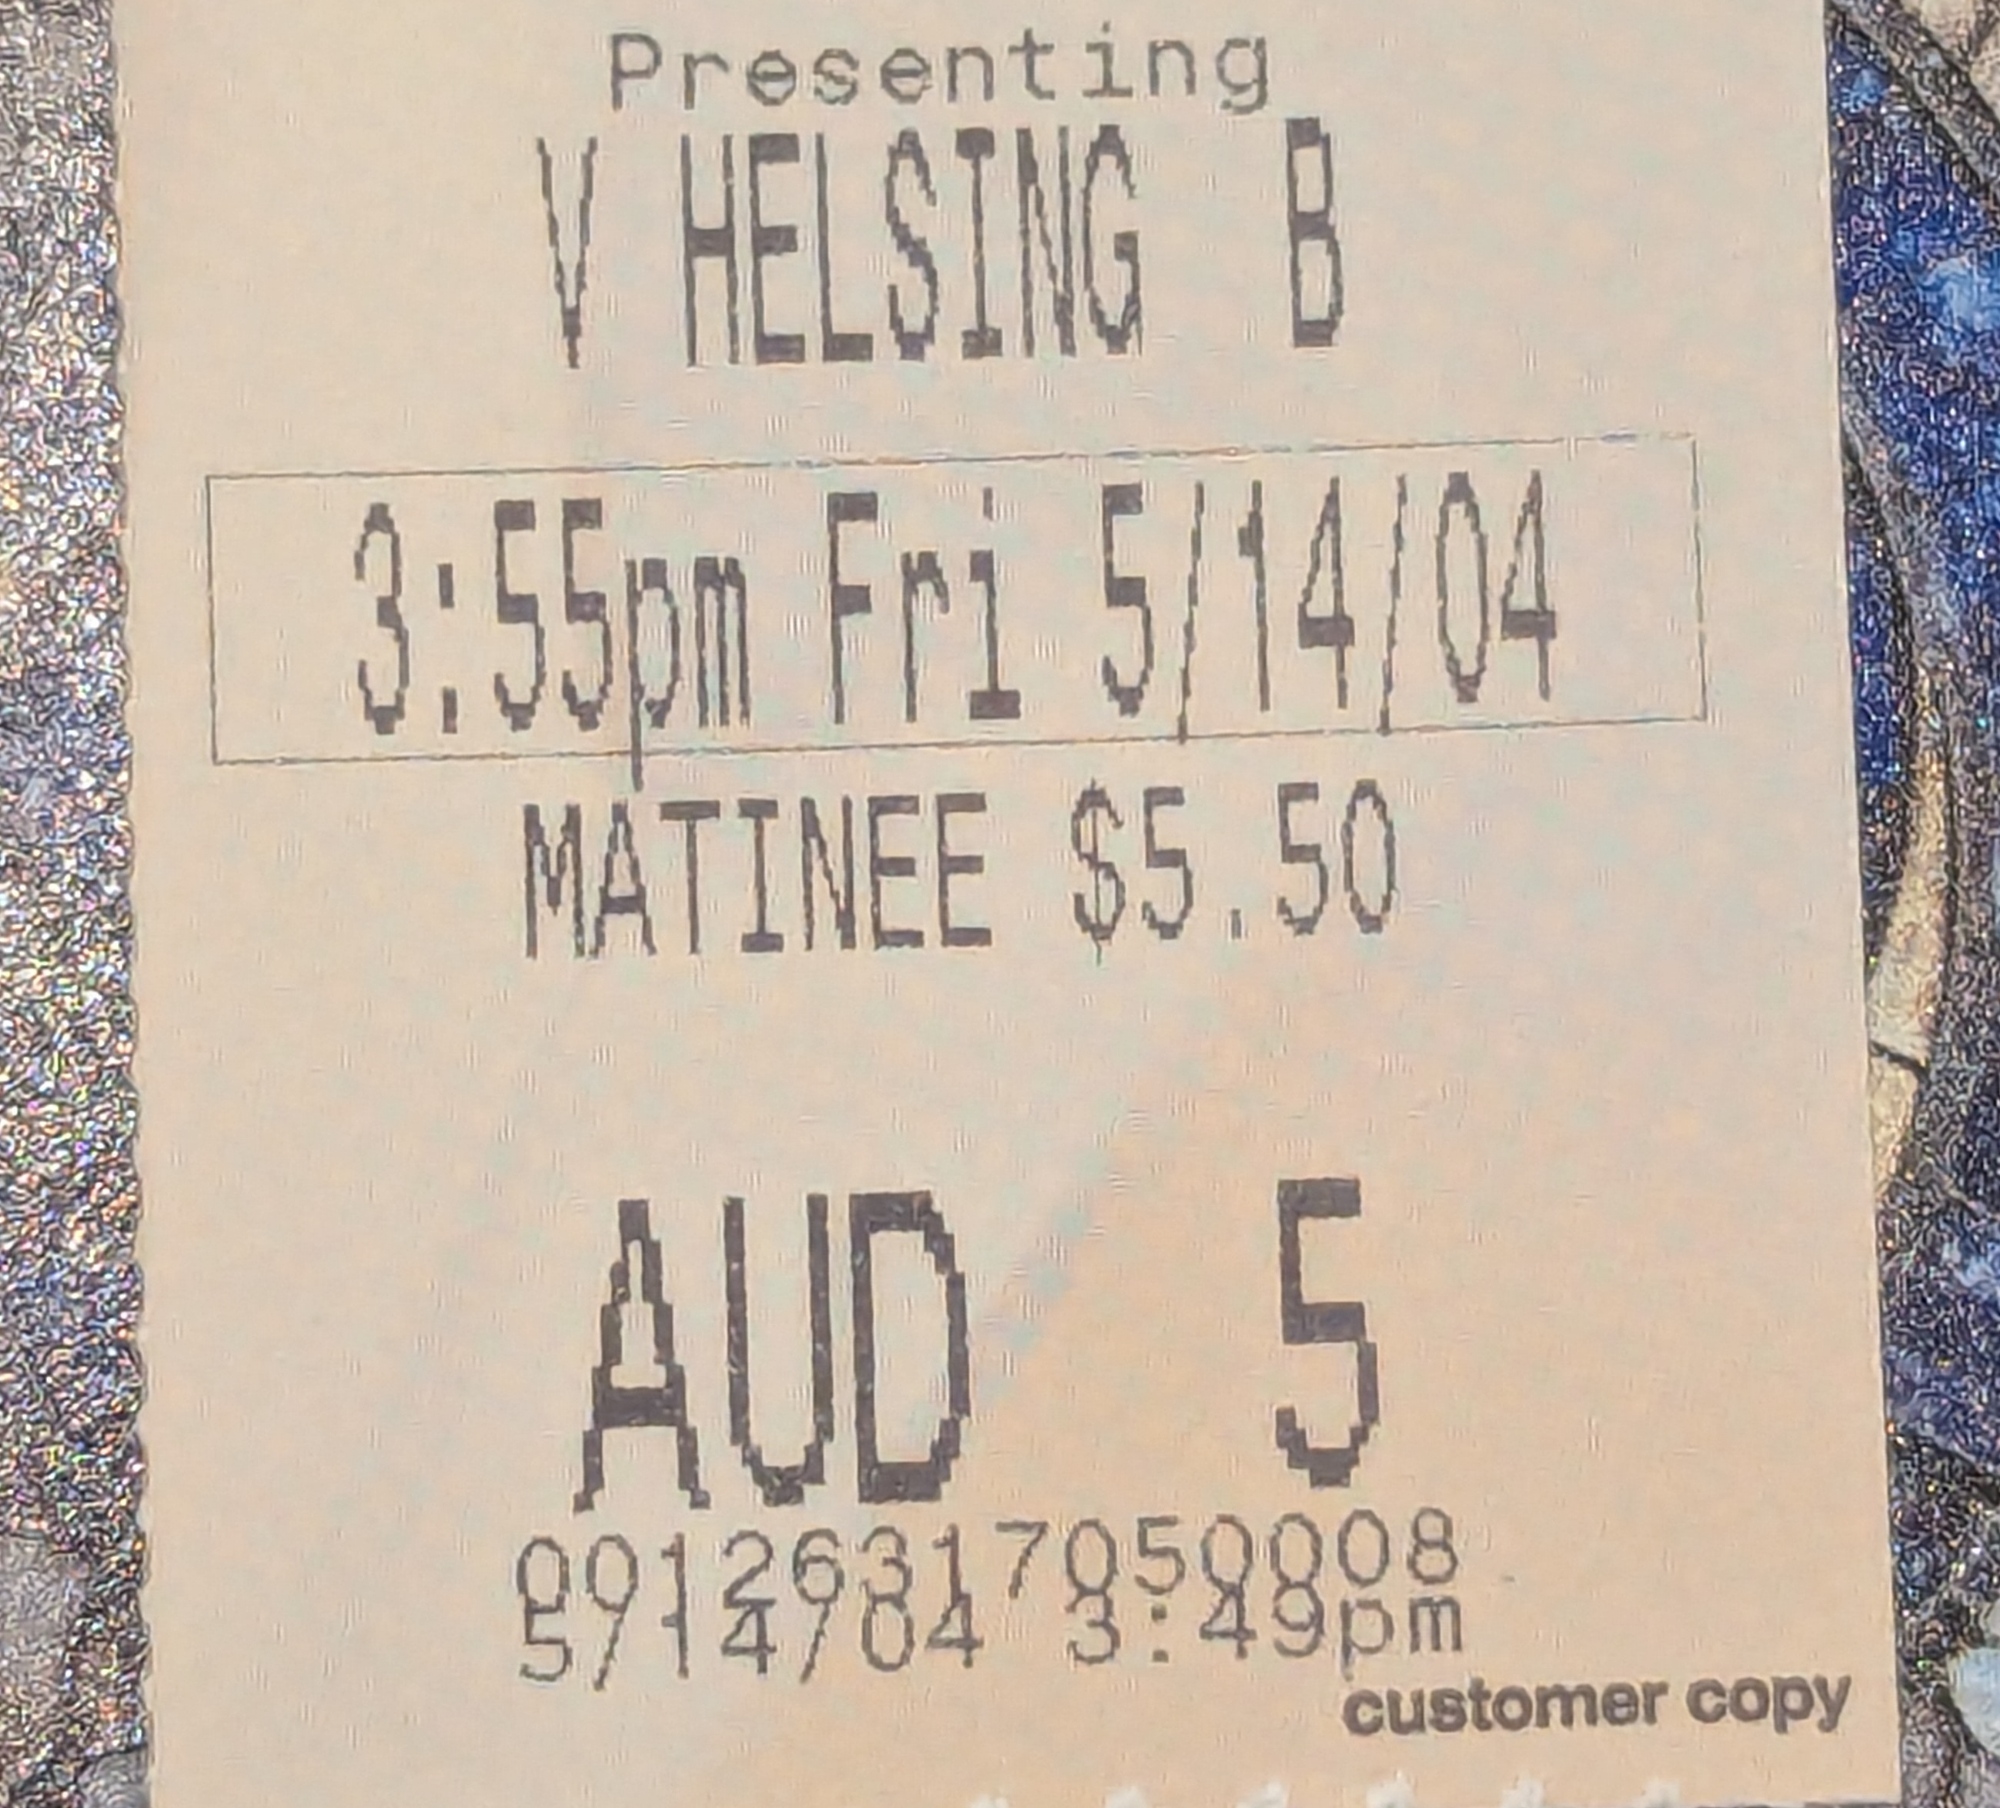 Presenting
V HELSING B
3:55pm Fri 5/14/04
MATINEE $5.50
AUD 5
00126317050008
5/14/04 3:49pm
customer copy